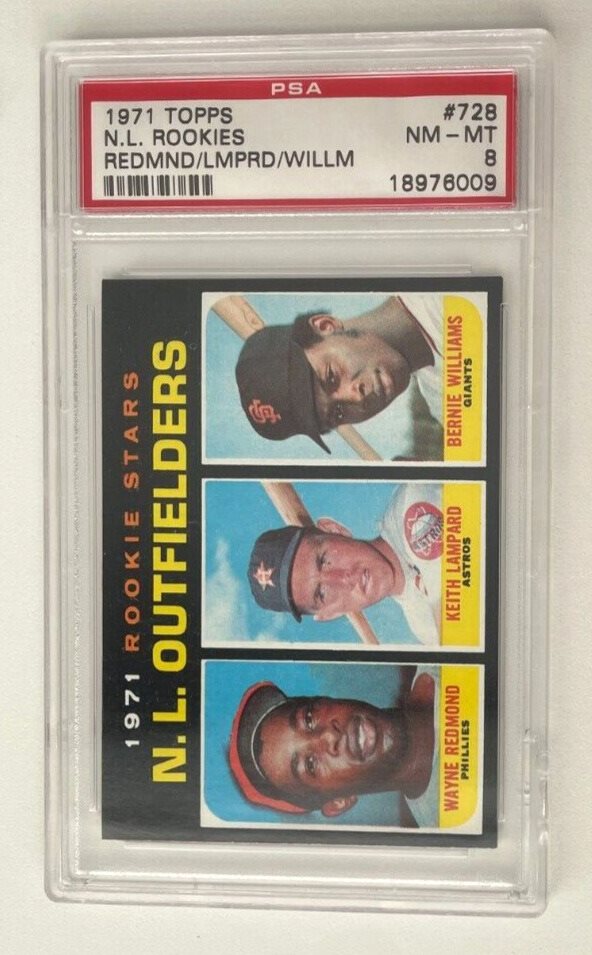 PSA
1971 TOPPS #728
N.L. ROOKIES NM - MT
REDMND/LMPRD/WILLM 8
18976009
1971 ROOKIE STARS
N.L. OUTFIELDERS
WAYNE REDMOND
PHILLIES
KEITH LAMPARD
ASTROS
BERNIE WILLIAMS
GIANTS
SF